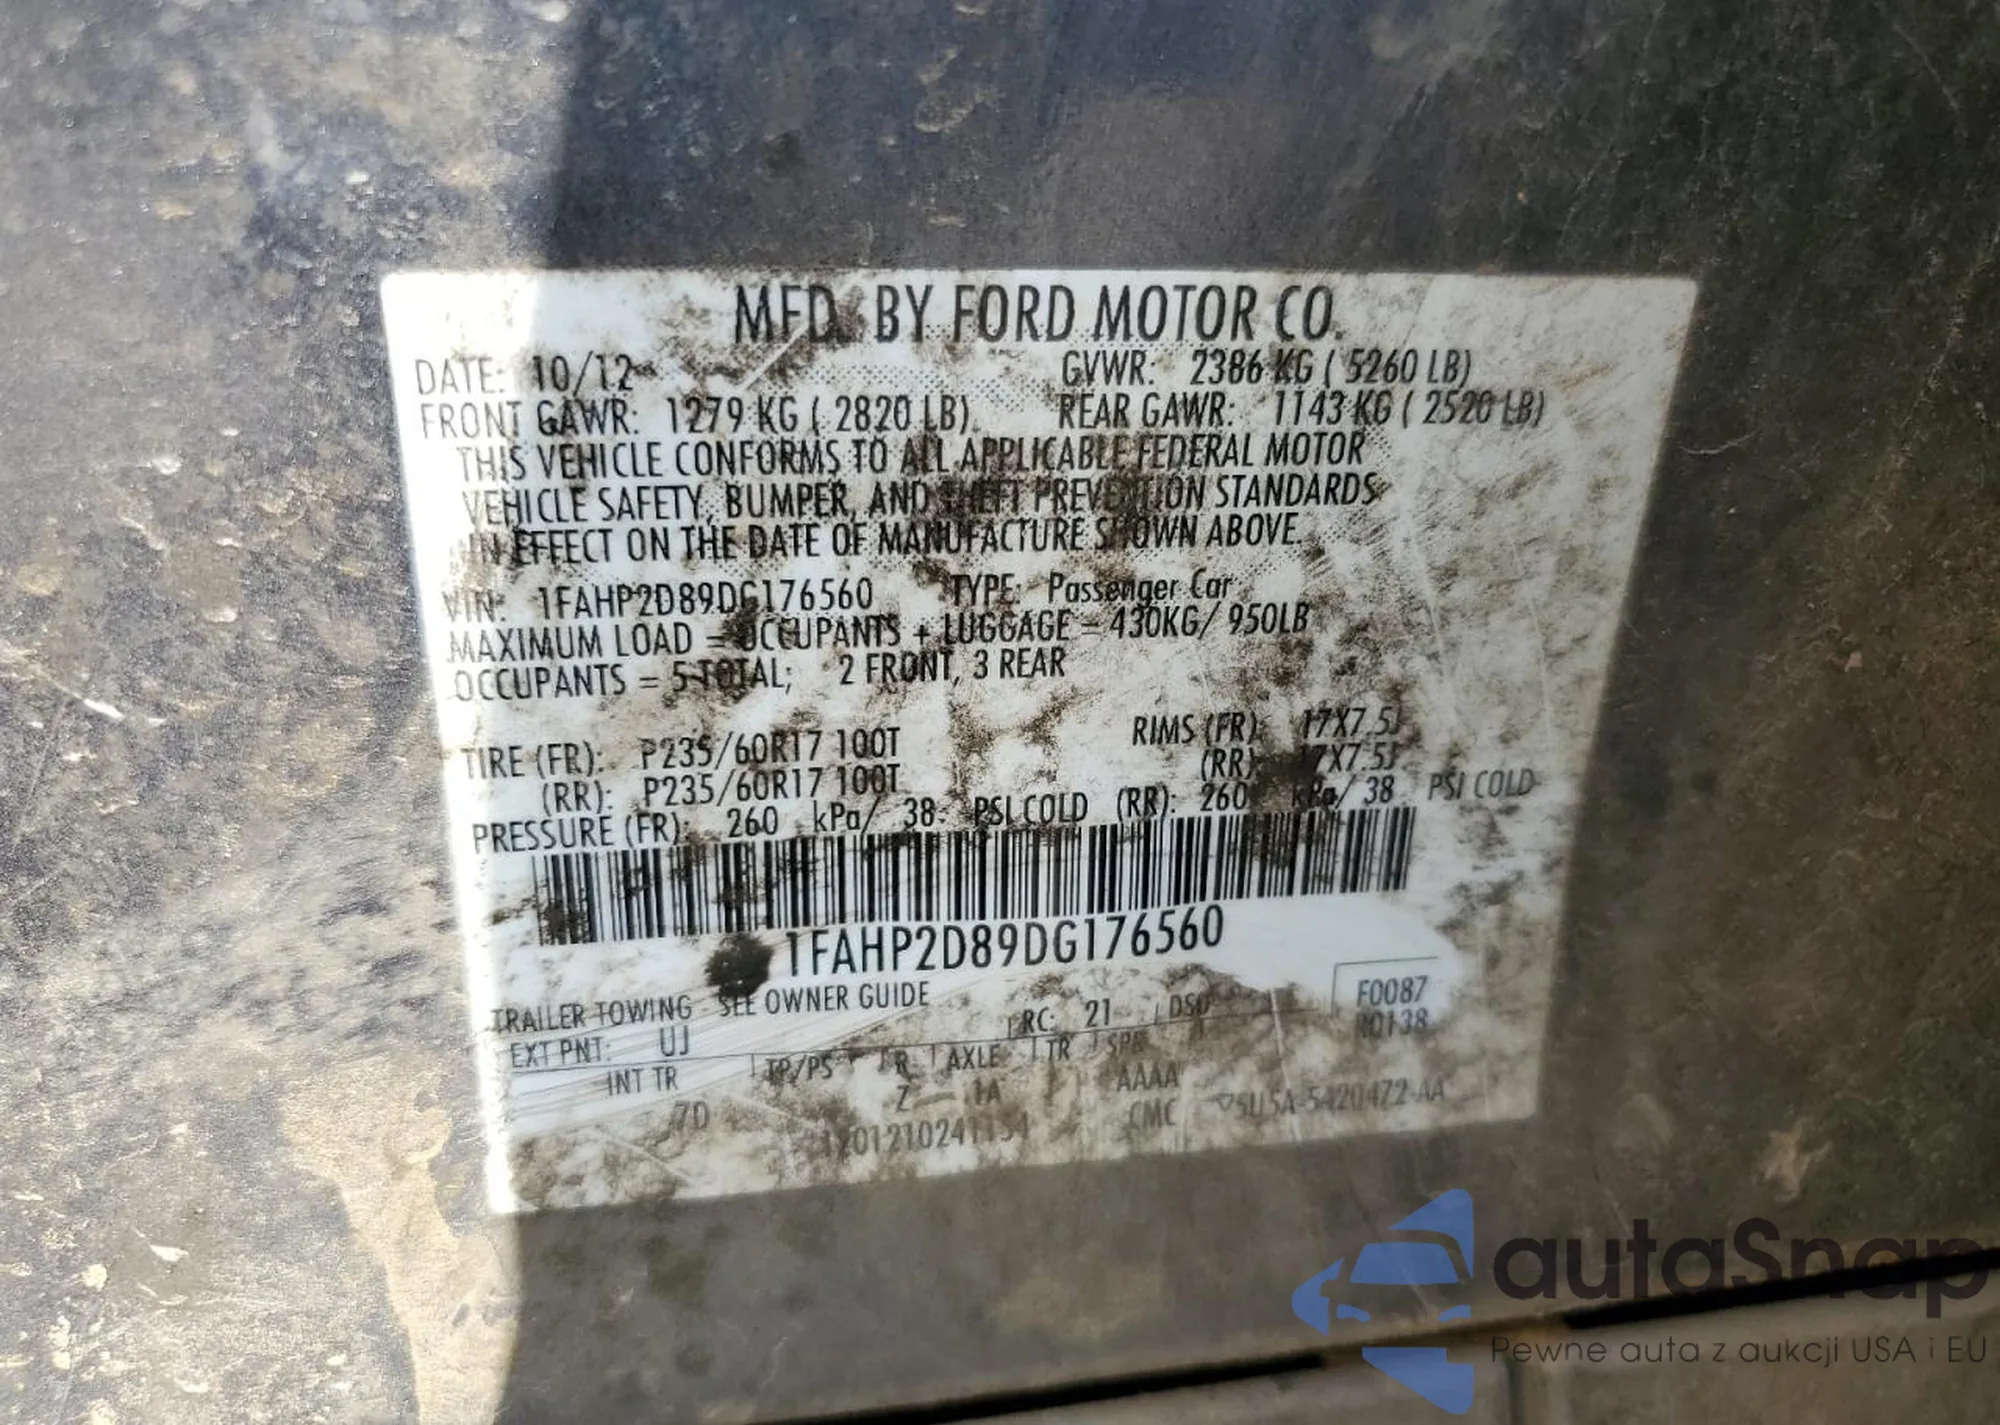 MFD. BY FORD MOTOR CO.
DATE: 10/12 GVWR: 2386 KG ( 5260 LB)
FRONT GAWR: 1279 KG ( 2820 LB) REAR GAWR: 1143 KG ( 2520 LB)
THIS VEHICLE CONFORMS TO ALL APPLICABLE FEDERAL MOTOR
VEHICLE SAFETY, BUMPER, AND THEFT PREVENTION STANDARDS
IN EFFECT ON THE DATE OF MANUFACTURE SHOWN ABOVE.
VIN: 1FAHP2D89DG176560 TYPE: Passenger Car
MAXIMUM LOAD = OCCUPANTS + LUGGAGE = 430KG/ 950LB
OCCUPANTS = 5 TOTAL; 2 FRONT, 3 REAR
TIRE (FR): P235/60R17 100T RIMS (FR): 17X7.5J
(RR): P235/60R17 100T (RR): 17X7.5J
PRESSURE (FR): 260 kPa/ 38 PSI COLD (RR): 260 kPa/ 38 PSI COLD
1FAHP2D89DG176560
TRAILER TOWING - SEE OWNER GUIDE F0087
EXT PNT: UJ RC: 21 DSO R0138
INT TR TP/PS R AXLE TR SPR
7D Z 1A AAAA
CMC
autaSnap
Pewne auta z aukcji USA i EU